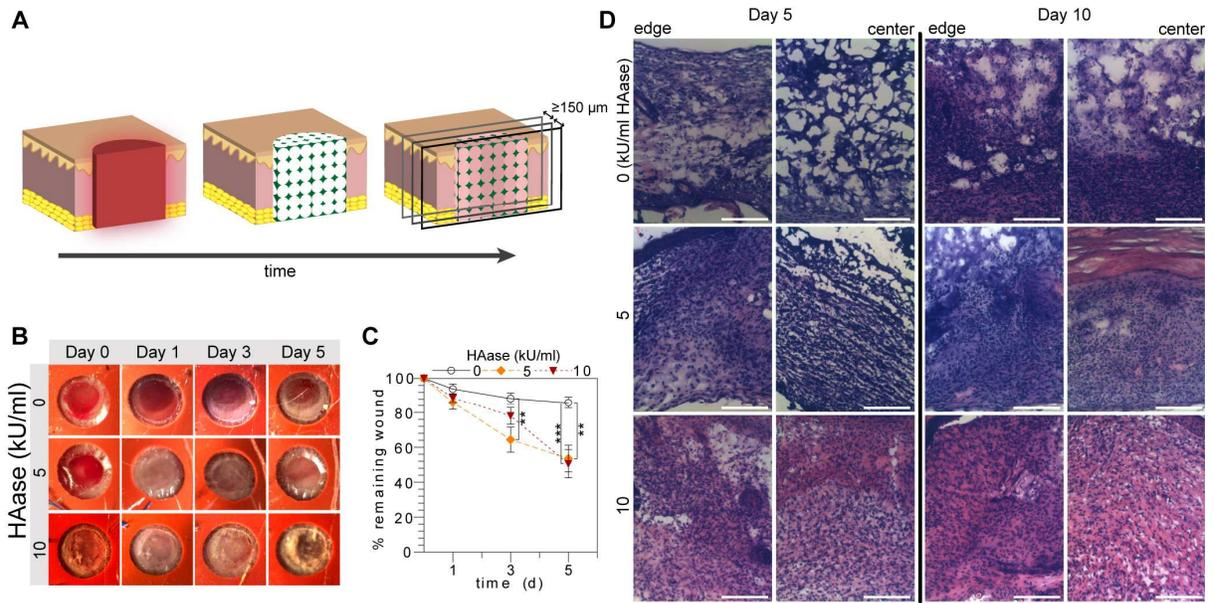 A
≥150 µm
time
B
Day 0 Day 1 Day 3 Day 5
HAase (kU/ml)
0
5
10
C
HAase (kU/ml)
0 5 10
% remaining wound
100
80
60
40
20
0
**
***
**
1 3 5
time (d)
D
Day 5 Day 10
edge center edge center
0 (kU/ml HAase)
5
10